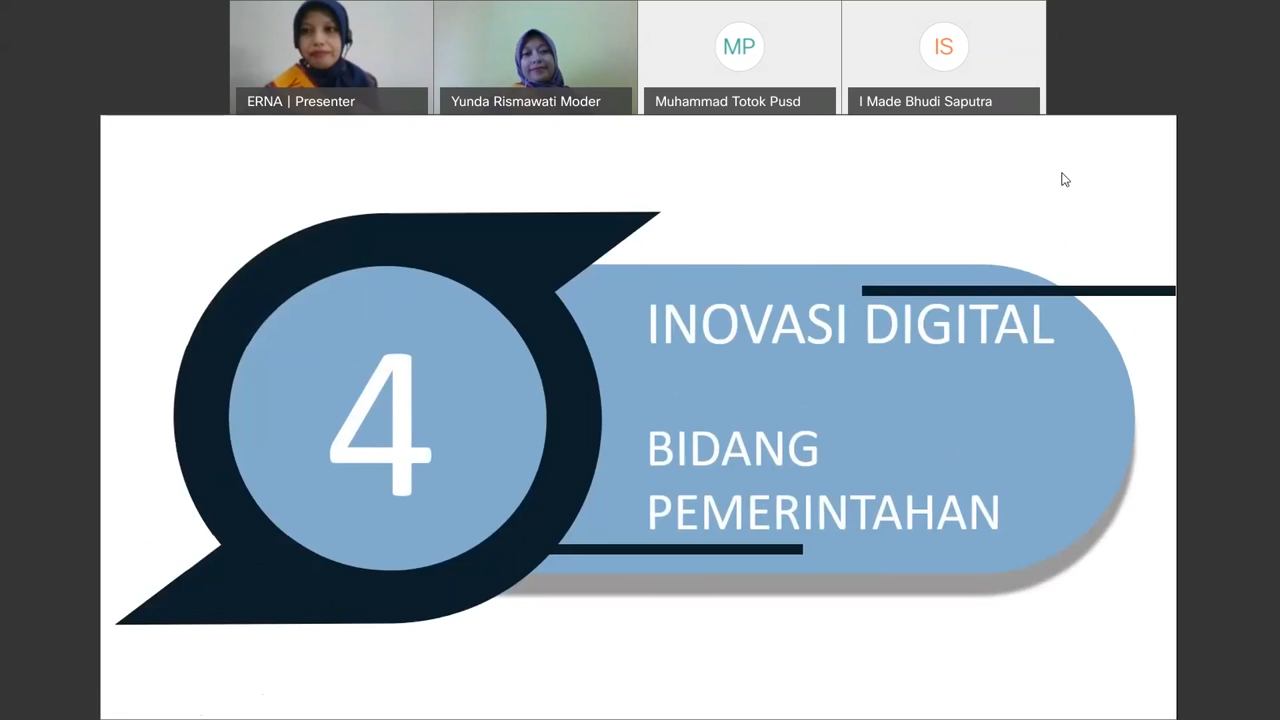 ERNA | Presenter
Yunda Rismawati Moder
MP
Muhammad Totok Pusd
IS
I Made Bhudi Saputra
4
INOVASI DIGITAL
BIDANG
PEMERINTAHAN